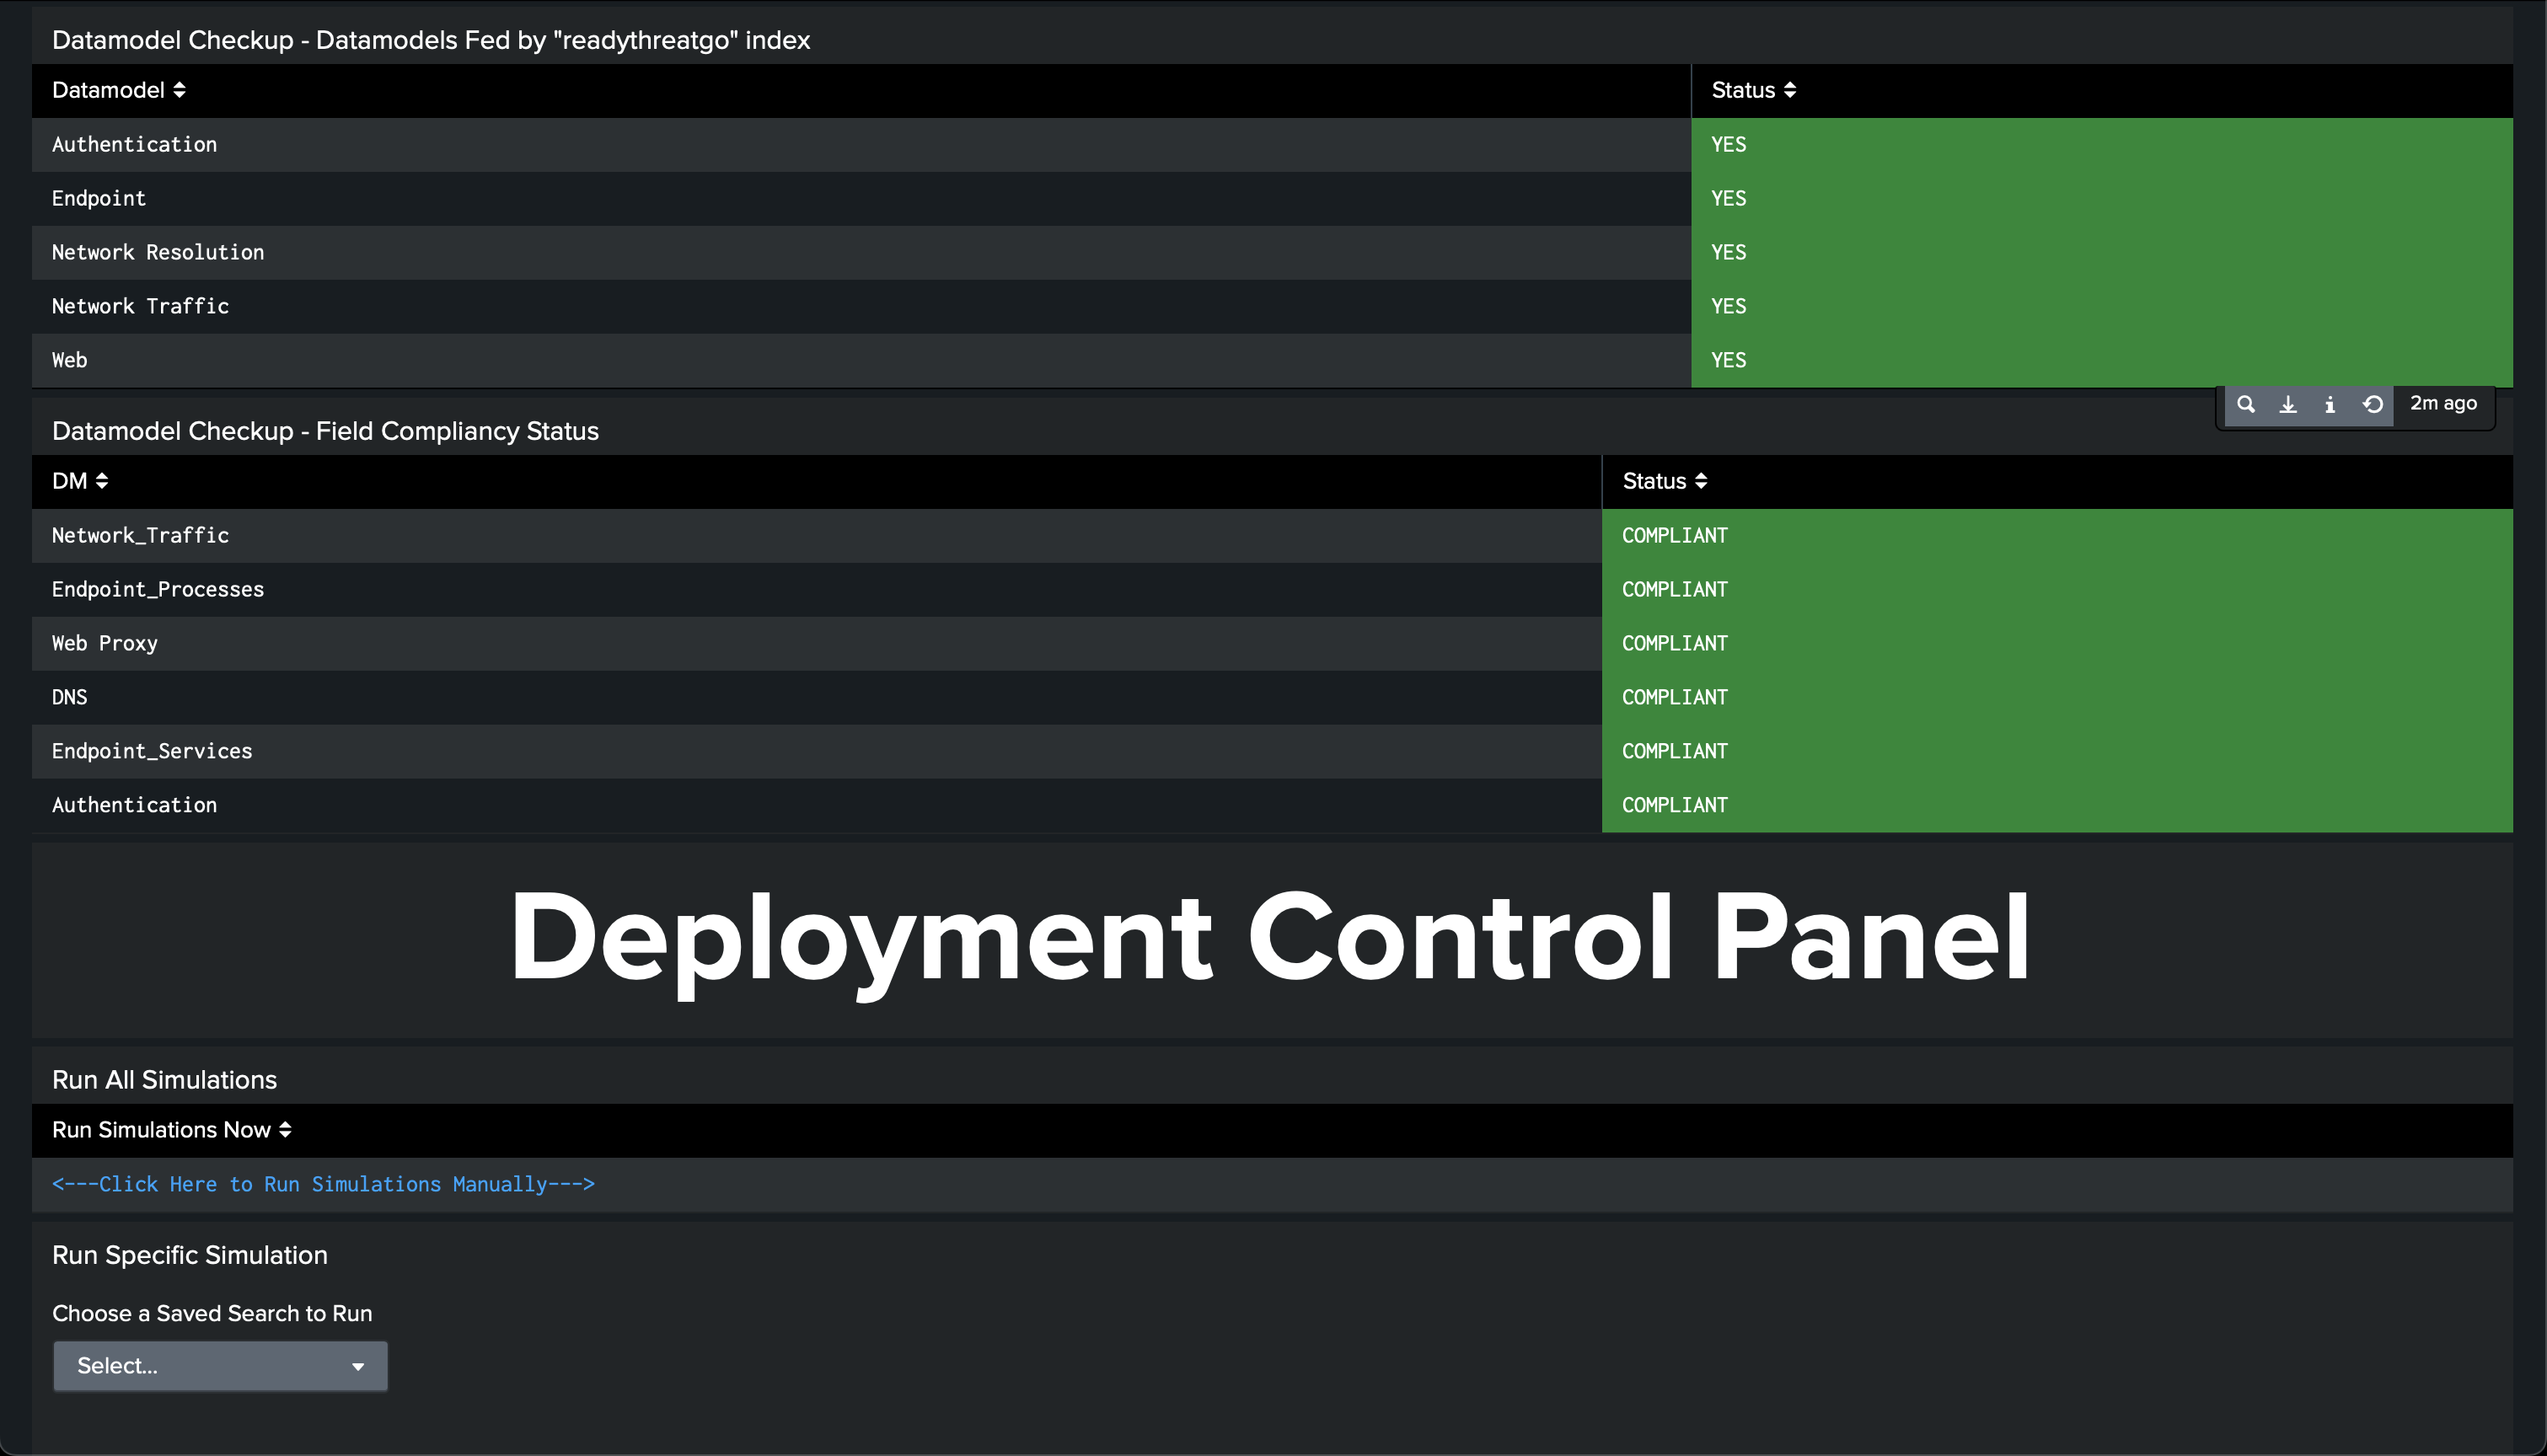 Datamodel Checkup - Datamodels Fed by "readythreatgo" index
Datamodel Status
Authentication YES
Endpoint YES
Network Resolution YES
Network Traffic YES
Web YES
2m ago
Datamodel Checkup - Field Compliancy Status
DM Status
Network_Traffic COMPLIANT
Endpoint_Processes COMPLIANT
Web Proxy COMPLIANT
DNS COMPLIANT
Endpoint_Services COMPLIANT
Authentication COMPLIANT
Deployment Control Panel
Run All Simulations
Run Simulations Now
<---Click Here to Run Simulations Manually--->
Run Specific Simulation
Choose a Saved Search to Run
Select...